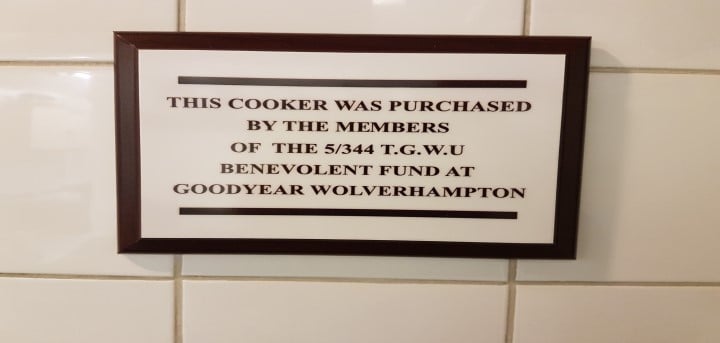 THIS COOKER WAS PURCHASED
BY THE MEMBERS
OF THE 5/344 T.G.W.U
BENEVOLENT FUND AT
GOODYEAR WOLVERHAMPTON